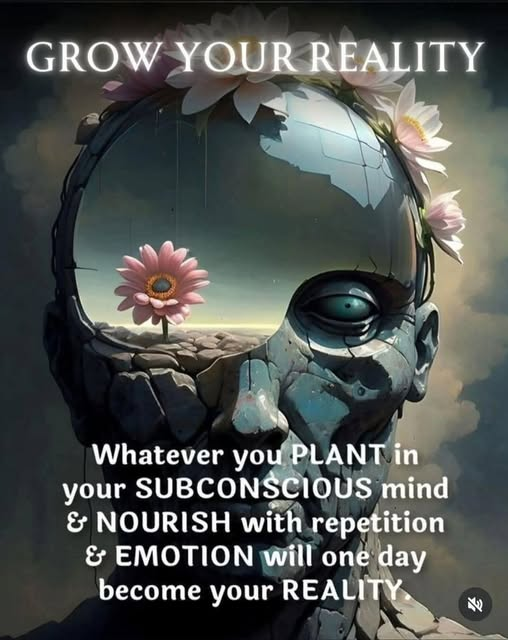 GROW YOUR REALITY
Whatever you PLANT in
your SUBCONSCIOUS mind
& NOURISH with repetition
& EMOTION will one day
become your REALITY.